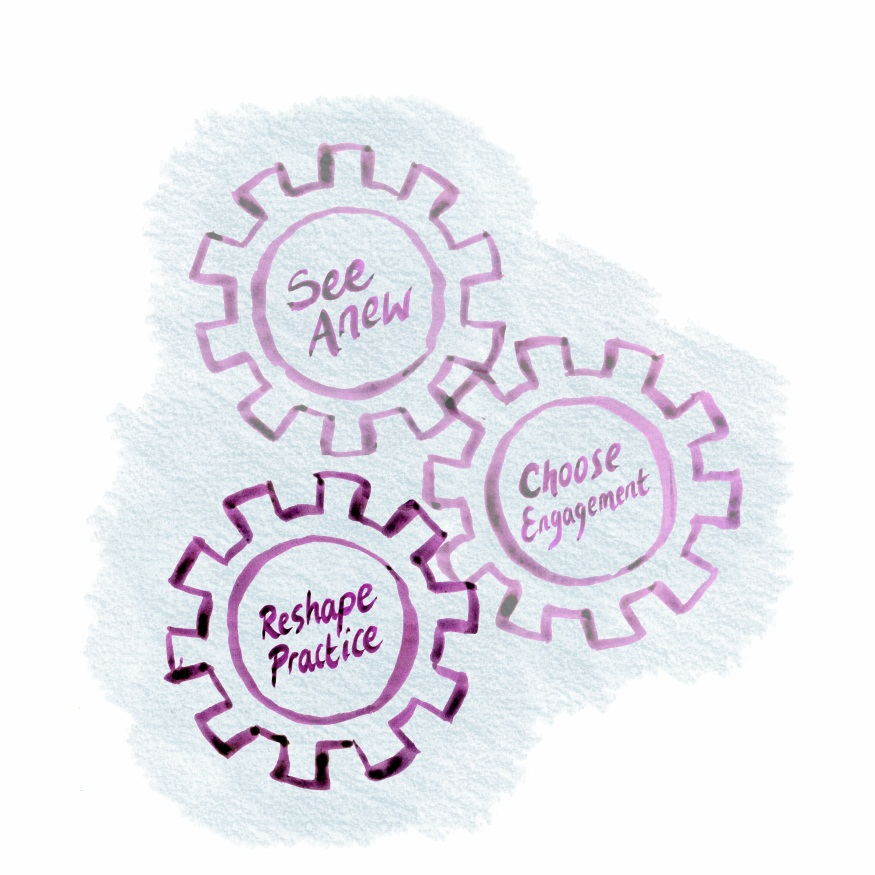 See
Anew
Choose
Engagement
Reshape
Practice